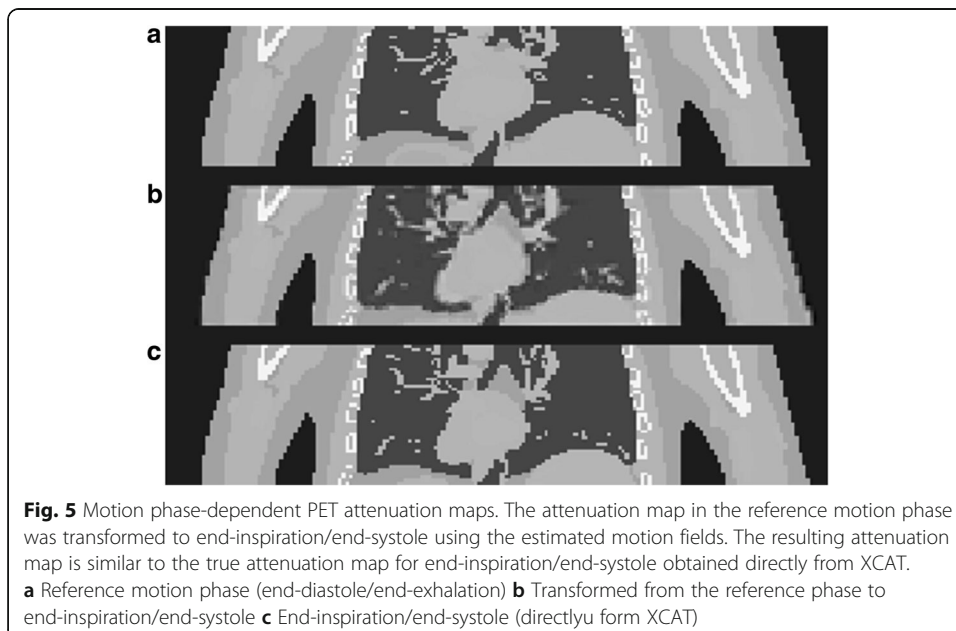 a
b
c
Fig. 5 Motion phase-dependent PET attenuation maps. The attenuation map in the reference motion phase
was transformed to end-inspiration/end-systole using the estimated motion fields. The resulting attenuation
map is similar to the true attenuation map for end-inspiration/end-systole obtained directly from XCAT.
a Reference motion phase (end-diastole/end-exhalation) b Transformed from the reference phase to
end-inspiration/end-systole c End-inspiration/end-systole (directlyu form XCAT)